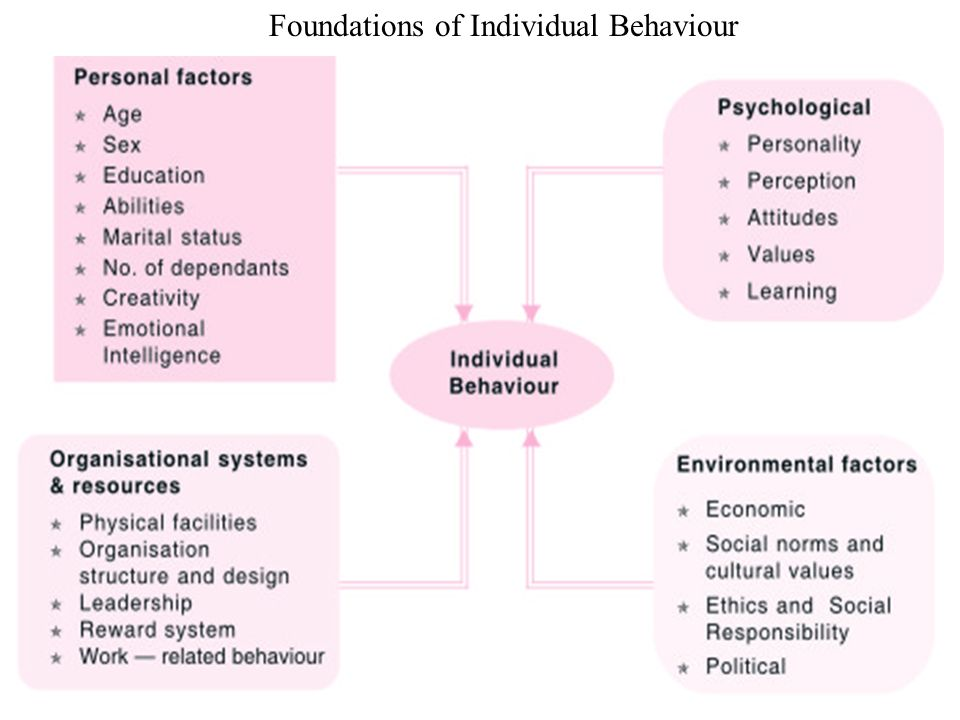 Foundations of Individual Behaviour
Personal factors
Age
Sex
Education
Abilities
Marital status
No. of dependants
Creativity
Emotional
Intelligence
Psychological
Personality
Perception
Attitudes
Values
Learning
Individual
Behaviour
Organisational systems
& resources
Physical facilities
Organisation
structure and design
Leadership
Reward system
Work — related behaviour
Environmental factors
Economic
Social norms and
cultural values
Ethics and Social
Responsibility
Political